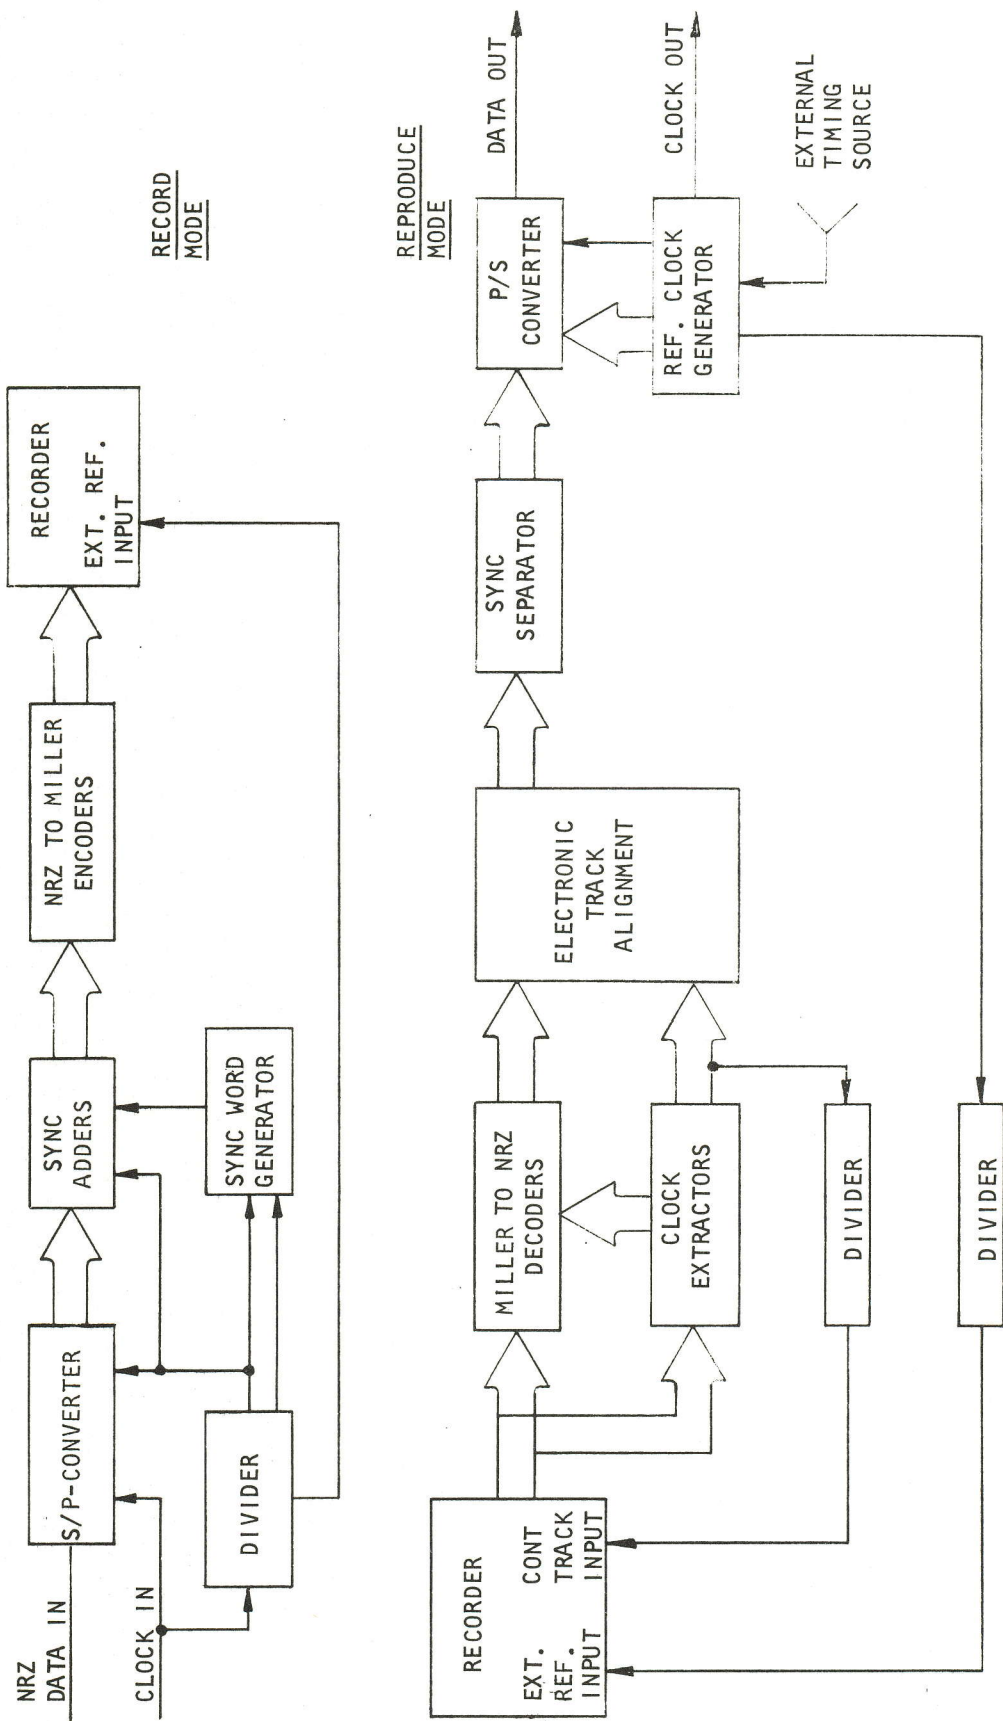 NRZ
DATA IN
CLOCK IN
S/P-CONVERTER
DIVIDER
SYNC
ADDERS
SYNC WORD
GENERATOR
NRZ TO MILLER
ENCODERS
RECORDER
EXT. REF.
INPUT
RECORD
MODE
REPRODUCE
MODE
RECORDER
EXT.
REF.
INPUT
CONT
TRACK
INPUT
MILLER TO NRZ
DECODERS
CLOCK
EXTRACTORS
DIVIDER
DIVIDER
ELECTRONIC
TRACK
ALIGNMENT
SYNC
SEPARATOR
P/S
CONVERTER
REF. CLOCK
GENERATOR
DATA OUT
CLOCK OUT
EXTERNAL
TIMING
SOURCE